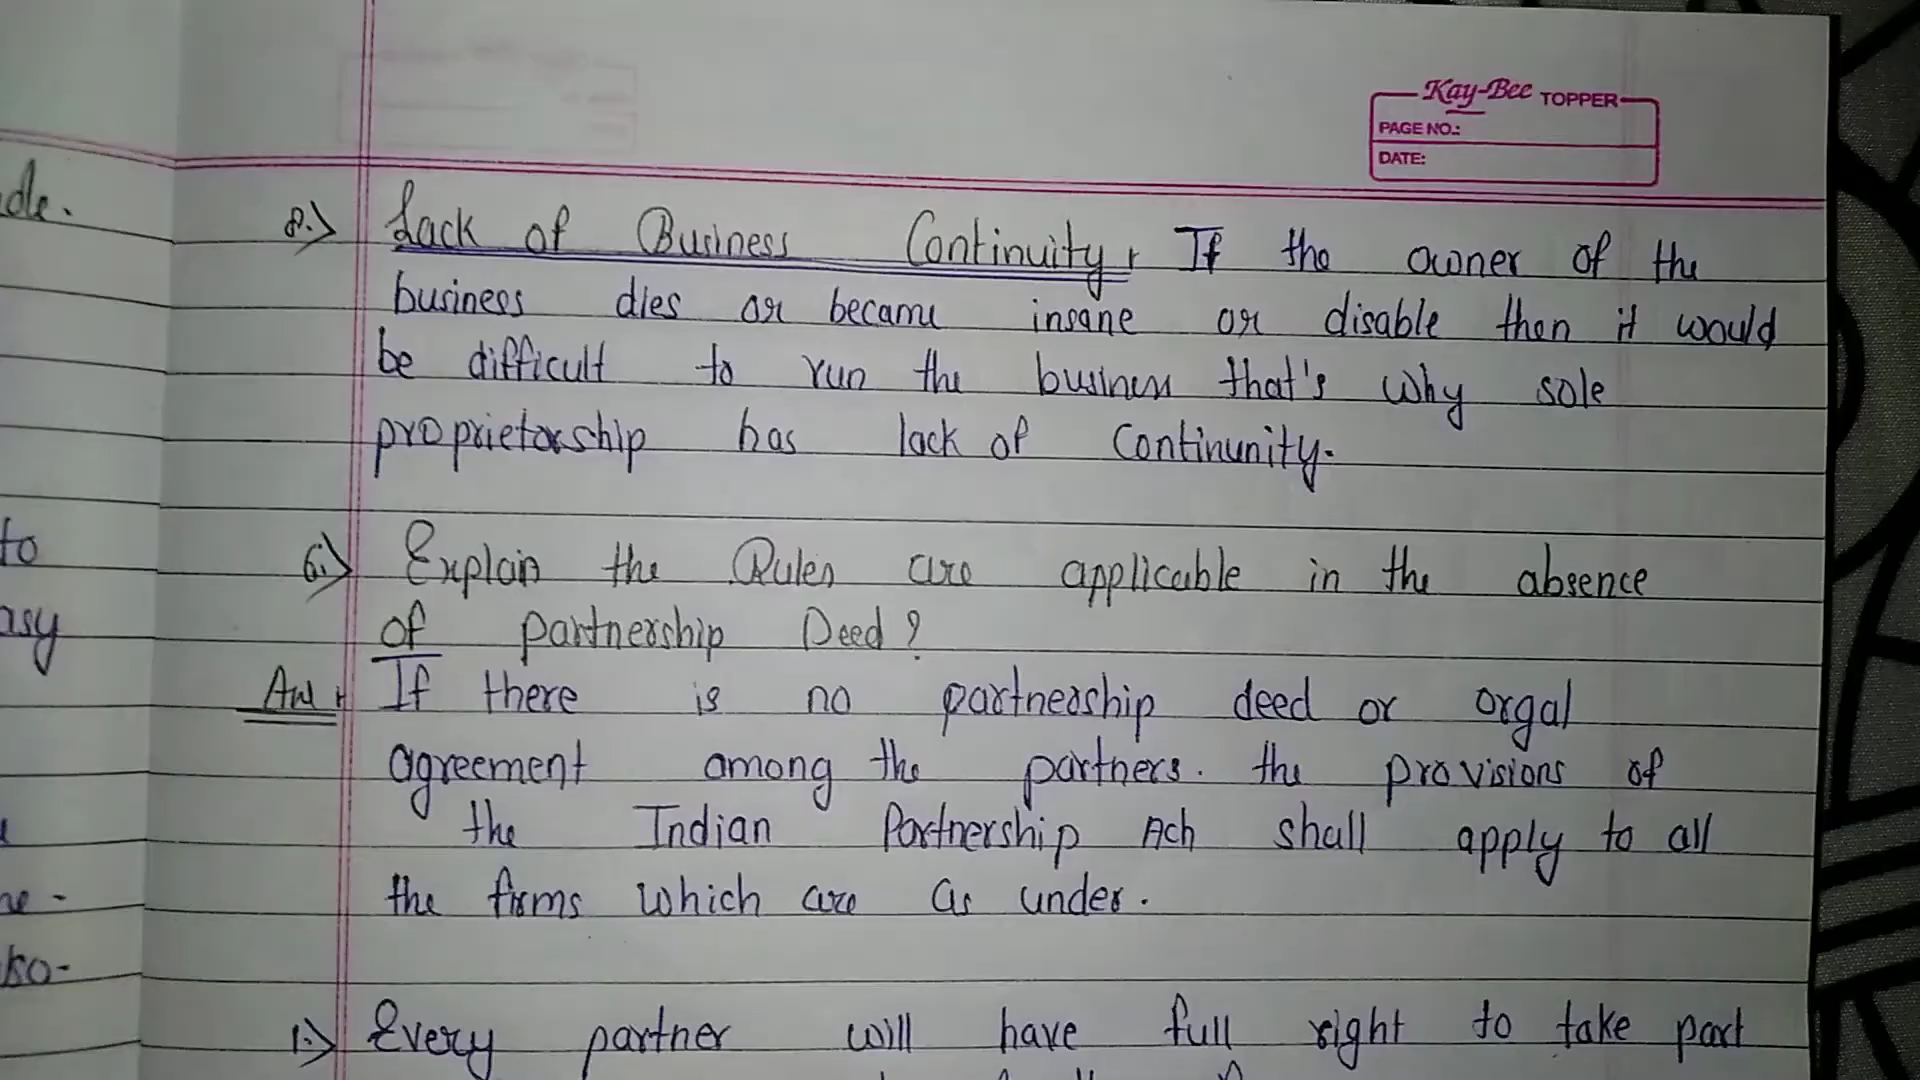 Kay-Bee TOPPER
PAGE NO.:
DATE:
de.
8.) Lack of Business Continuity, If the owner of the
business dies or became insane or disable then it would
be difficult to run the business that's why sole
proprietorship has lack of Continunity.
to
6.) Explain the Rules are applicable in the absence
asy
of partnership Deed?
Ans If there is no partnership deed or orgal
agreement among the partners. the provisions of
the Indian Partnership Ach shall apply to all
the firms which are as under.
ko-
1.) Every partner will have full right to take part